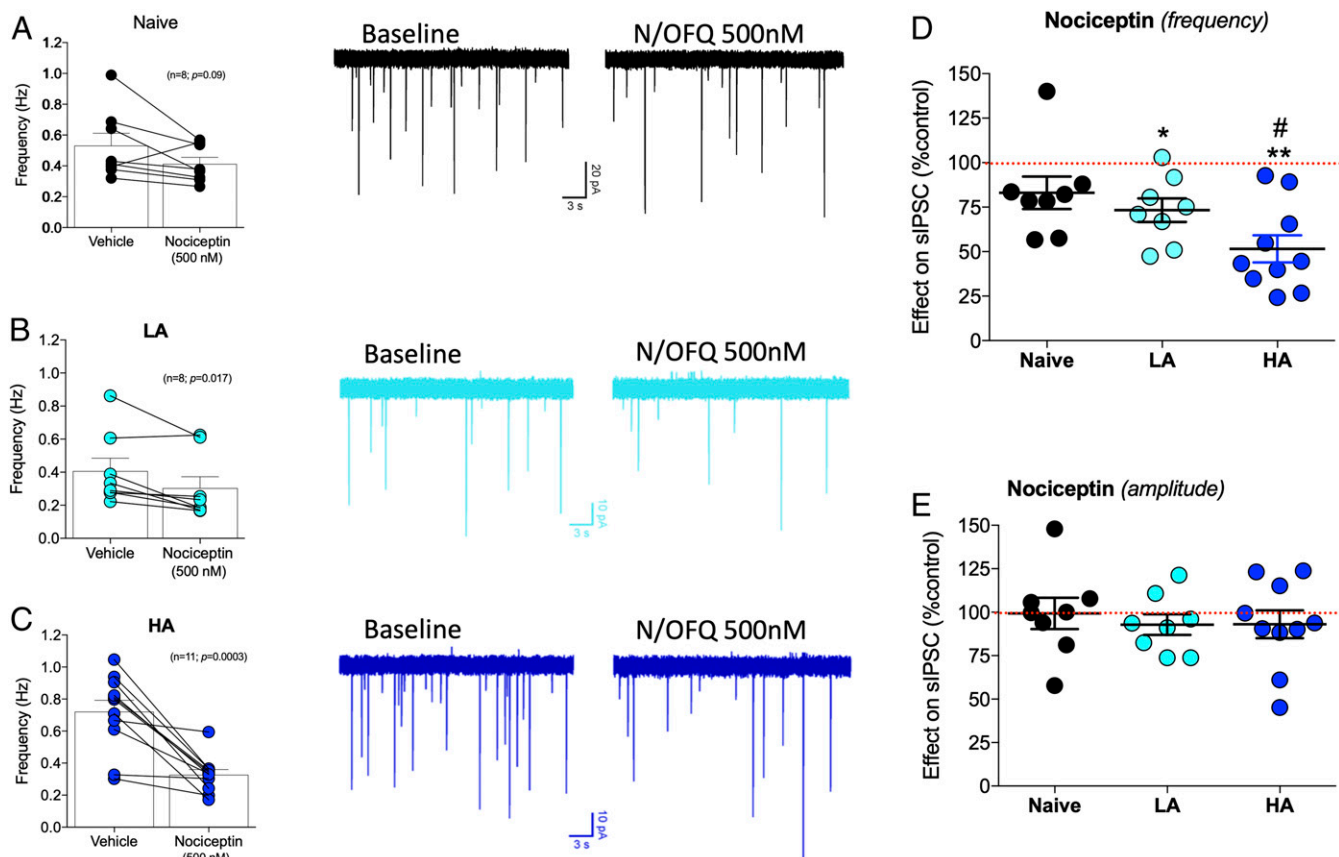 A
Naive
1.2
1.0
0.8
0.6
0.4
0.2
0.0
Frequency (Hz)
(n=8; p=0.09)
Vehicle
Nociceptin
(500 nM)
Baseline
N/OFQ 500nM
20 pA
3 s
B
LA
1.2
1.0
0.8
0.6
0.4
0.2
0.0
Frequency (Hz)
(n=8; p=0.017)
Vehicle
Nociceptin
(500 nM)
Baseline
N/OFQ 500nM
10 pA
3 s
C
HA
1.2
1.0
0.8
0.6
0.4
0.2
0.0
Frequency (Hz)
(n=11; p=0.0003)
Vehicle
Nociceptin
(500 nM)
Baseline
N/OFQ 500nM
10 pA
3 s
D
Nociceptin (frequency)
150
125
100
75
50
25
0
Effect on sIPSC (%control)
*
#
**
Naive
LA
HA
E
Nociceptin (amplitude)
150
125
100
75
50
25
0
Effect on sIPSC (%control)
Naive
LA
HA